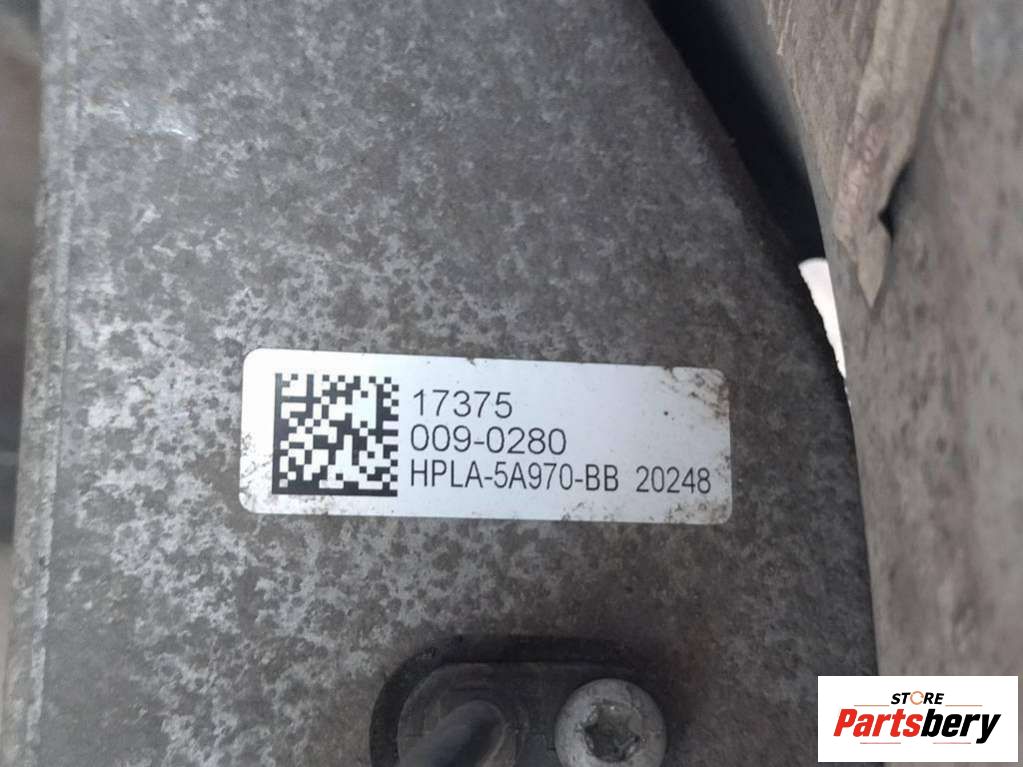 17375
009-0280
HPLA-5A970-BB 20248
STORE
Partsbery